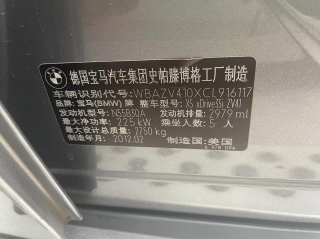 德国宝马汽车集团史帕滕博格工厂制造
车辆识别代号: WBAZV410XCL916117
品牌: 宝马(BMW)牌 整车型号: X5 xDrive35i ZV41
发动机型号: N55B30A 发动机排量: 2979 ml
最大净功率: 225kW 乘坐人数: 5 人
最大允许总质量: 2750 kg
制造年月: 2012.02 制造国: 美国